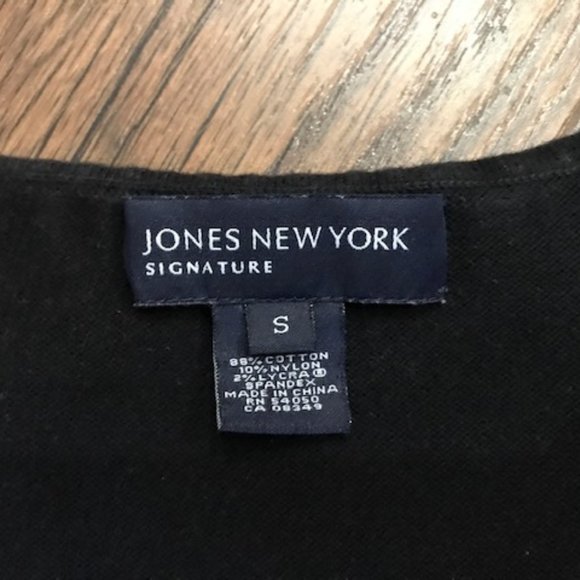 JONES NEW YORK
SIGNATURE
S
88% COTTON
10% NYLON
2% LYCRA ®
SPANDEX
MADE IN CHINA
RN 54050
CA 08349